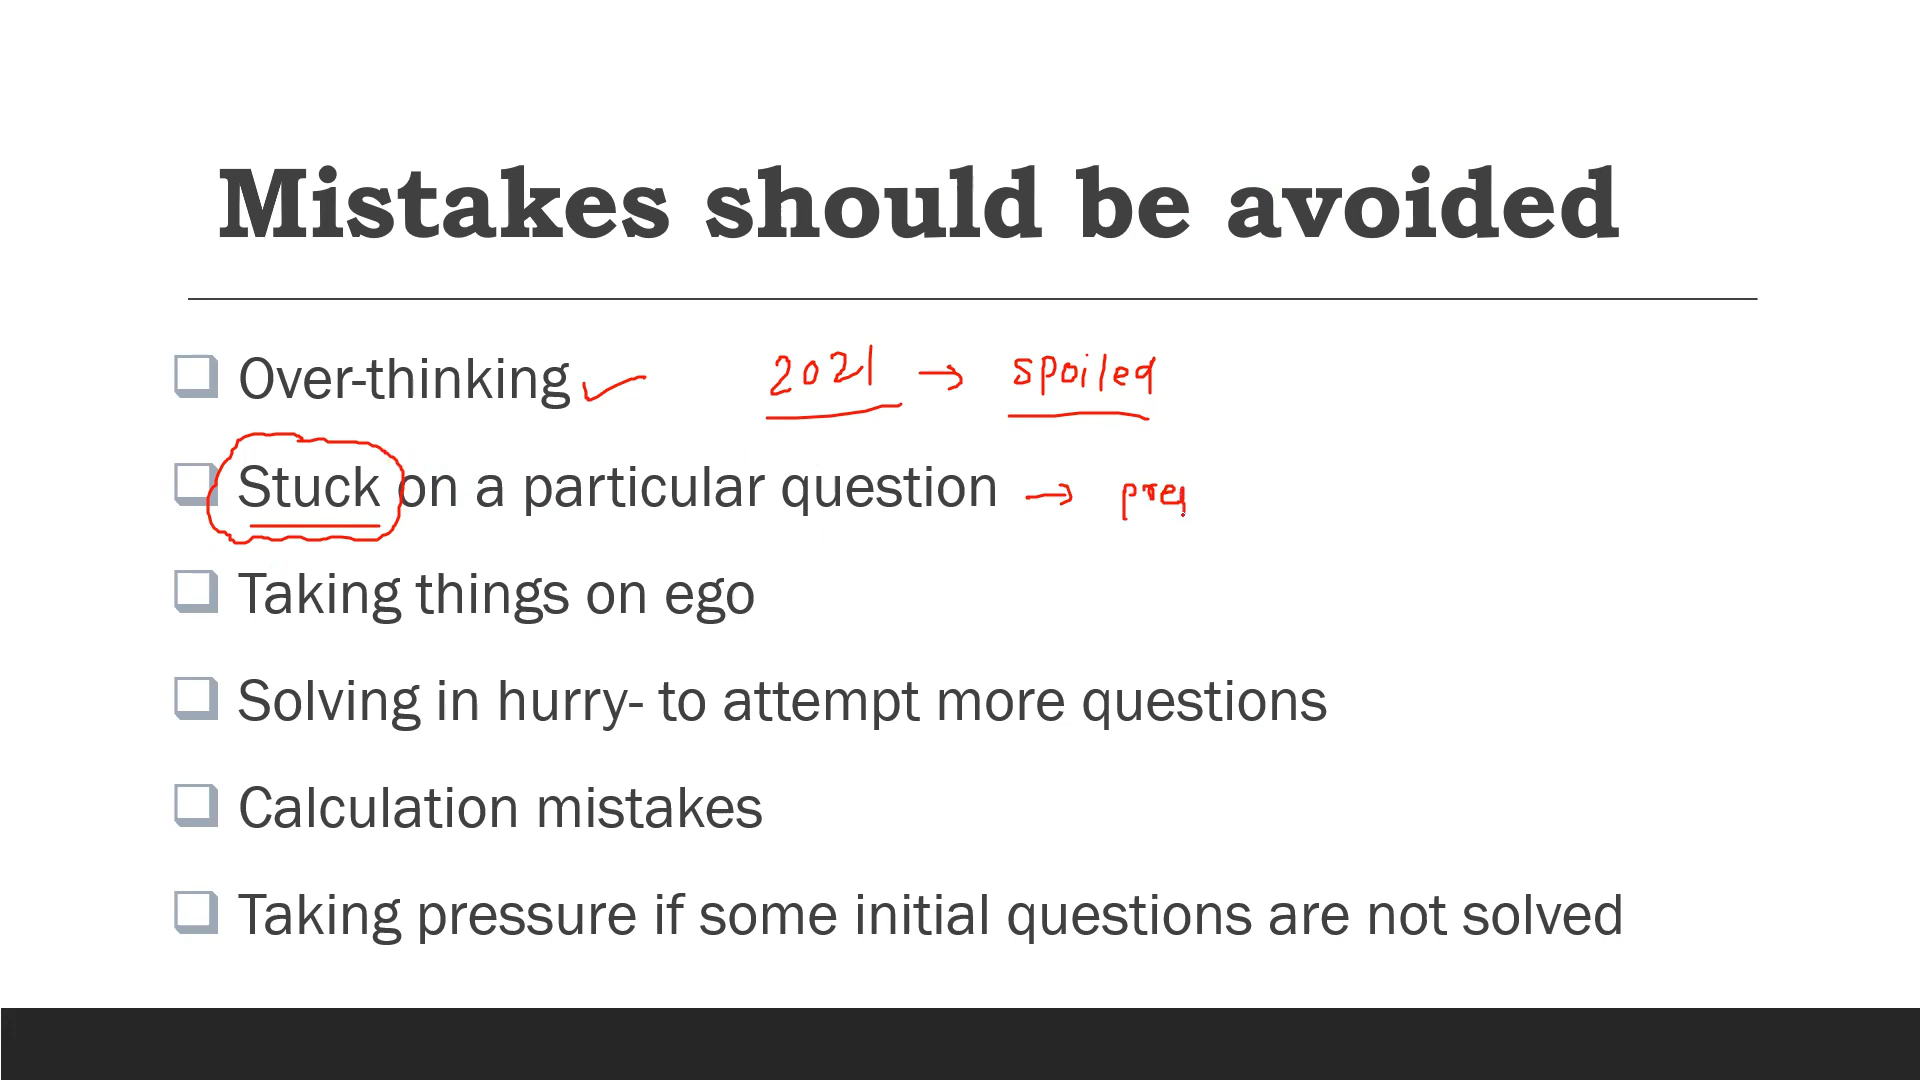 Mistakes should be avoided
Over-thinking 2021 → spoiled
Stuck on a particular question →
Taking things on ego
Solving in hurry- to attempt more questions
Calculation mistakes
Taking pressure if some initial questions are not solved